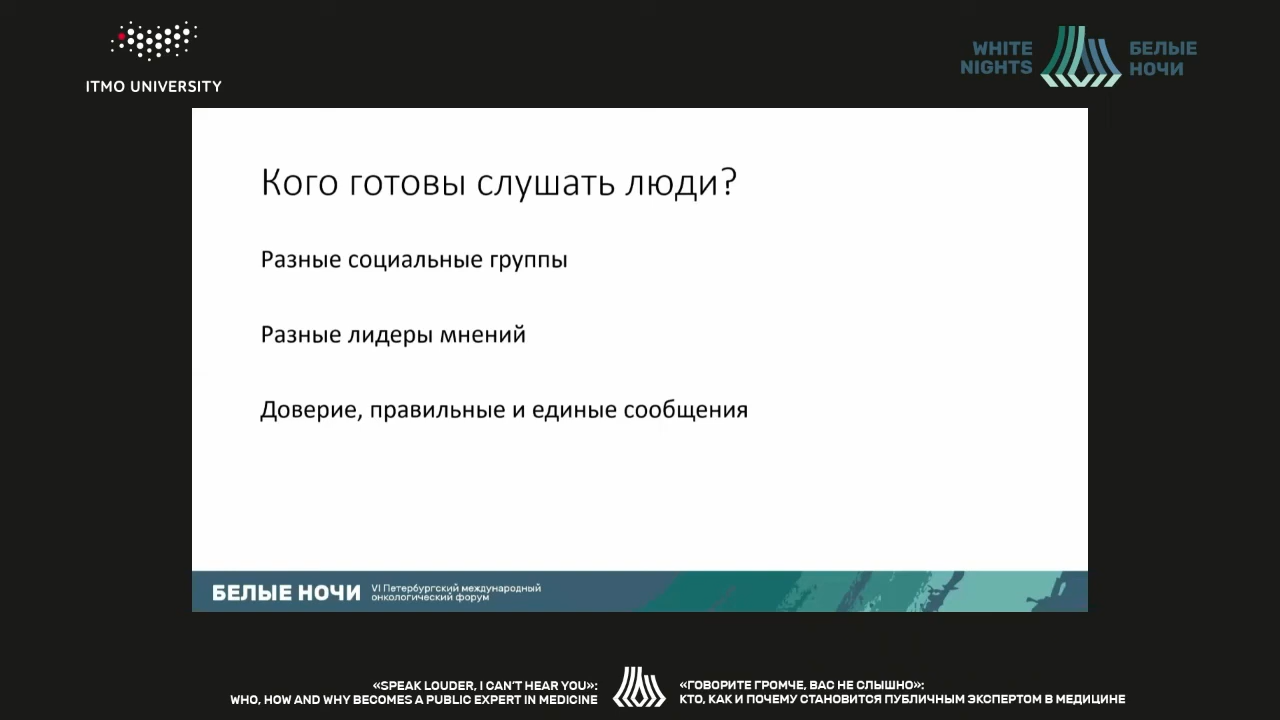 ITMO UNIVERSITY
WHITE
NIGHTS
БЕЛЫЕ
НОЧИ
Кого готовы слушать люди?
Разные социальные группы
Разные лидеры мнений
Доверие, правильные и единые сообщения
БЕЛЫЕ НОЧИ
VI Петербургский международный
онкологический форум
«SPEAK LOUDER, I CAN'T HEAR YOU»:
WHO, HOW AND WHY BECOMES A PUBLIC EXPERT IN MEDICINE
«ГОВОРИТЕ ГРОМЧЕ, ВАС НЕ СЛЫШНО»:
КТО, КАК И ПОЧЕМУ СТАНОВИТСЯ ПУБЛИЧНЫМ ЭКСПЕРТОМ В МЕДИЦИНЕ